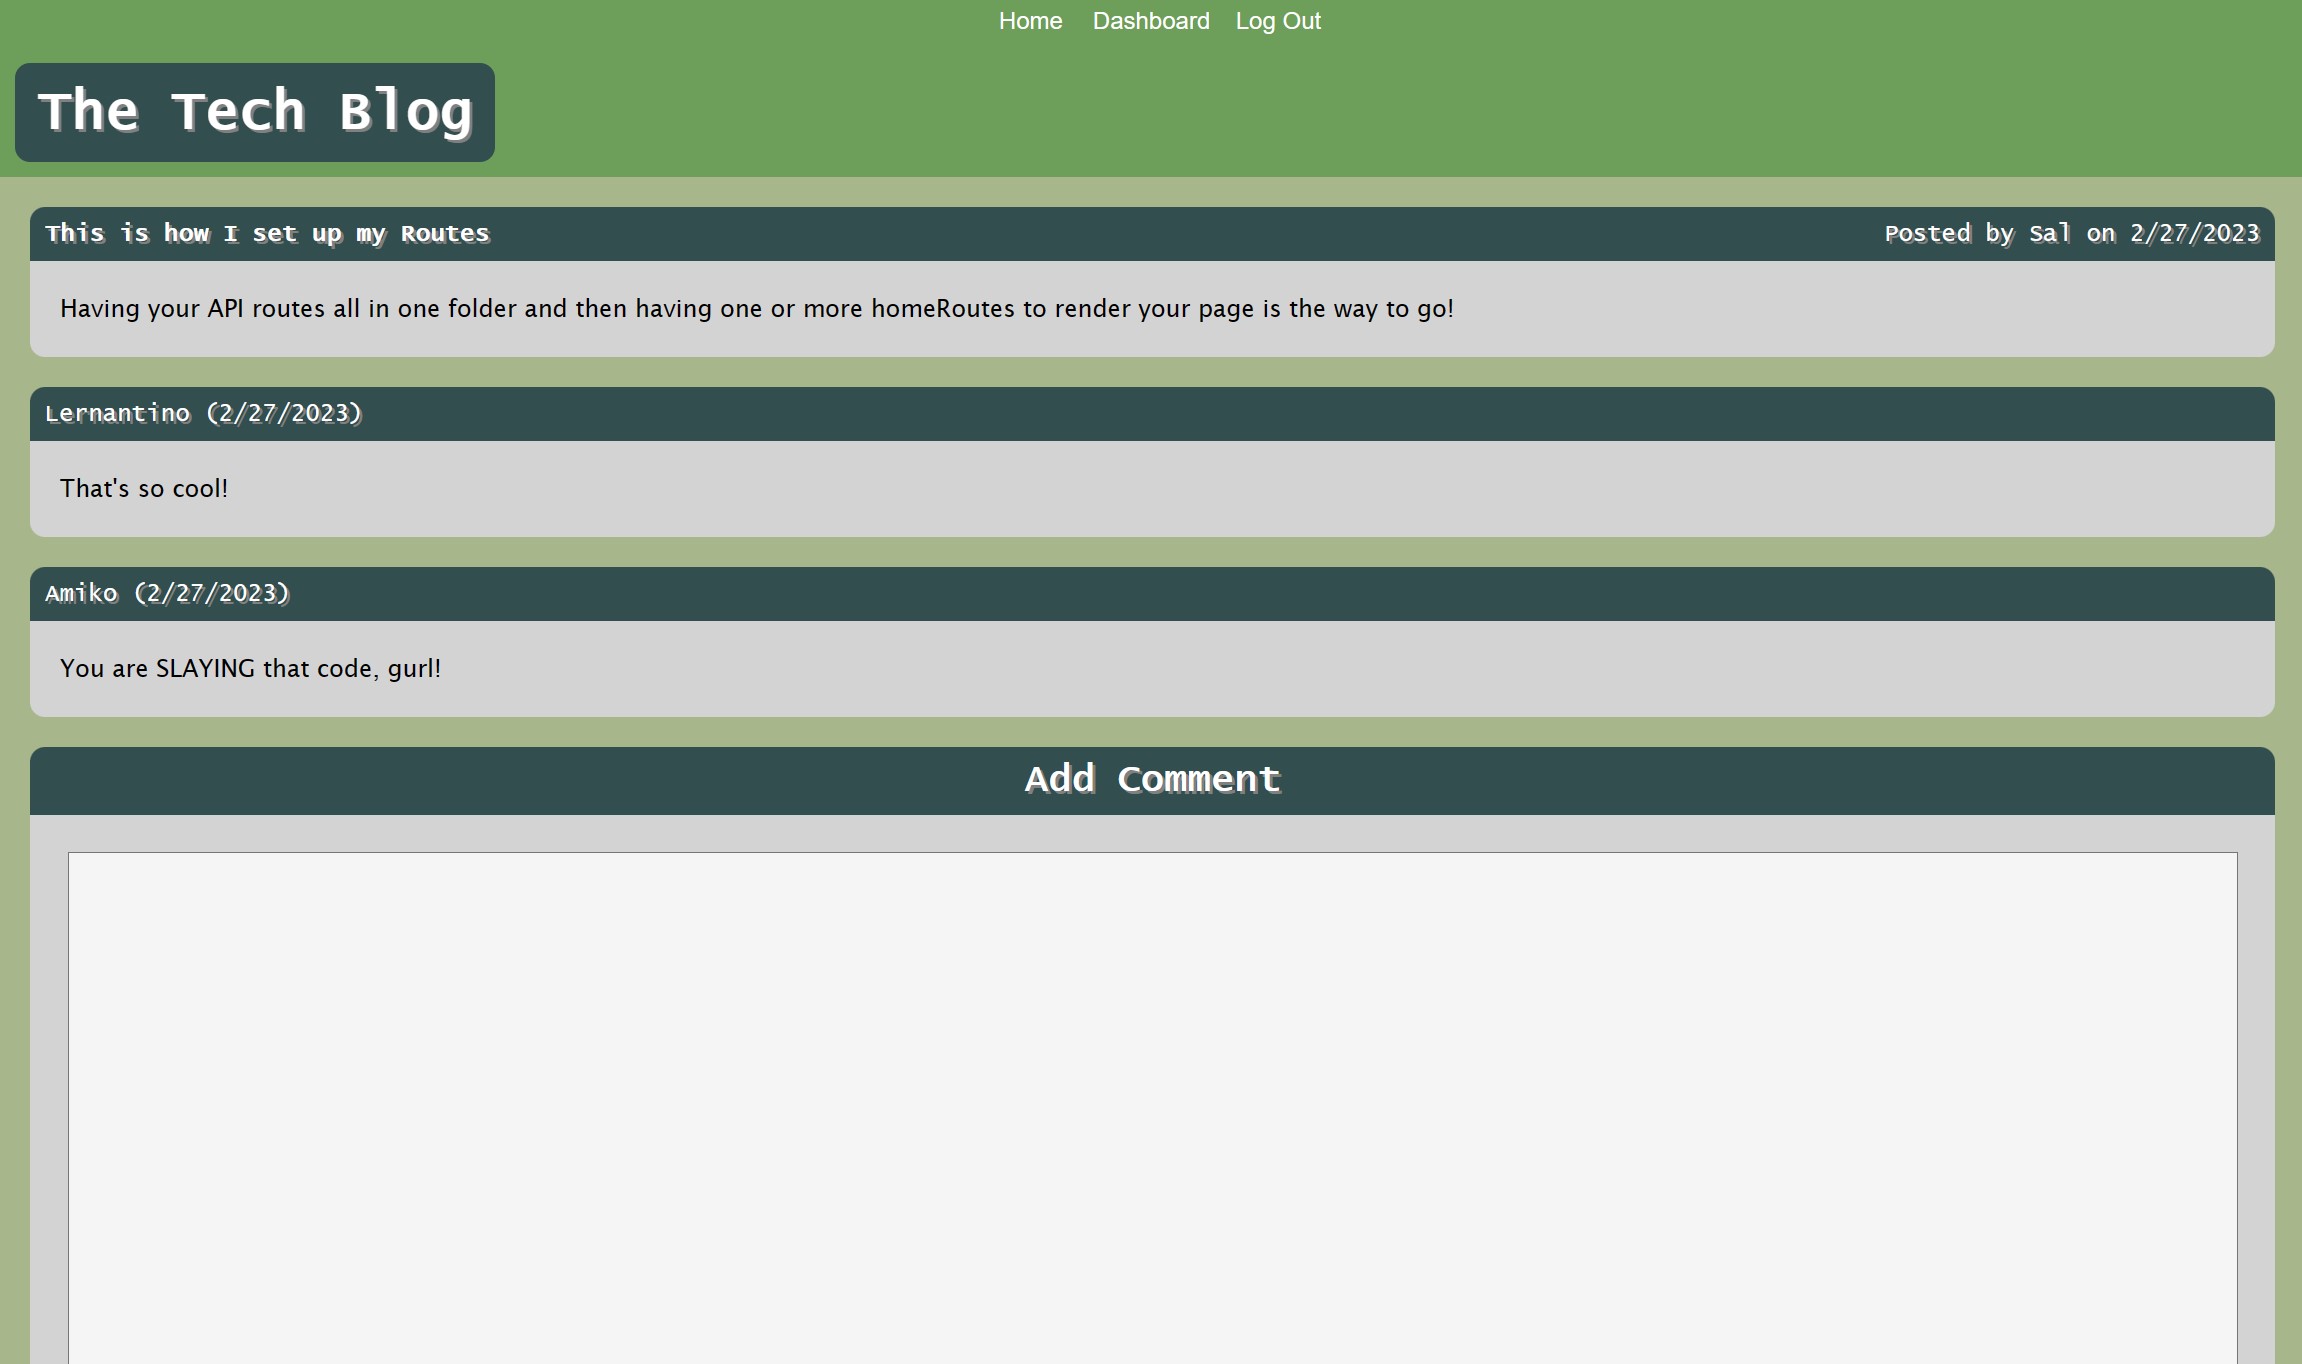 Home Dashboard Log Out
The Tech Blog
This is how I set up my Routes Posted by Sal on 2/27/2023
Having your API routes all in one folder and then having one or more homeRoutes to render your page is the way to go!
Lernantino (2/27/2023)
That's so cool!
Amiko (2/27/2023)
You are SLAYING that code, gurl!
Add Comment